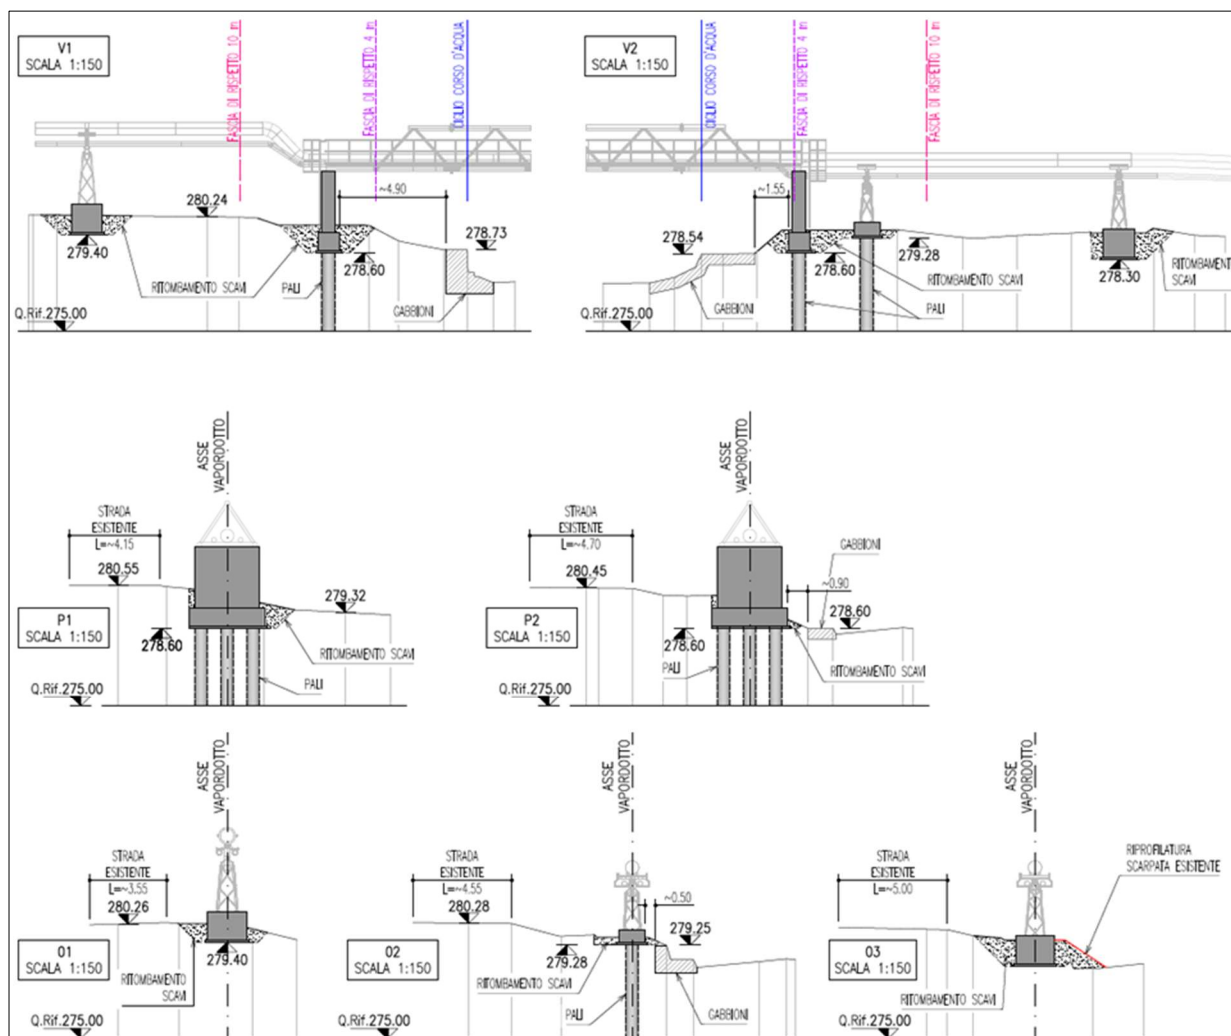 V1
SCALA 1:150
FASCIA DI RISPETTO 10 m
FASCIA DI RISPETTO 4 m
CIGLIO CORSO D'ACQUA
~4.90
280.24
278.73
279.40
278.60
RITOMBAMENTO SCAVI
PALI
GABBIONI
Q.Rif.275.00
V2
SCALA 1:150
CIGLIO CORSO D'ACQUA
FASCIA DI RISPETTO 4 m
FASCIA DI RISPETTO 10 m
~1.55
278.54
278.60
279.28
278.30
RITOMBAMENTO SCAVI
RITOMBAMENTO
SCAVI
GABBIONI
PALI
Q.Rif.275.00
ASSE
VAPORDOTTO
STRADA
ESISTENTE
L=~4.15
280.55
279.32
P1
SCALA 1:150
278.60
RITOMBAMENTO SCAVI
PALI
Q.Rif.275.00
ASSE
VAPORDOTTO
STRADA
ESISTENTE
L=~4.70
GABBIONI
280.45
~0.90
278.60
P2
SCALA 1:150
278.60
PALI
RITOMBAMENTO SCAVI
Q.Rif.275.00
ASSE
VAPORDOTTO
STRADA
ESISTENTE
L=~3.55
280.26
01
SCALA 1:150
279.40
RITOMBAMENTO SCAVI
Q.Rif.275.00
ASSE
VAPORDOTTO
STRADA
ESISTENTE
L=~4.55
~0.50
280.28
279.25
02
SCALA 1:150
279.28
RITOMBAMENTO SCAVI
PALI
GABBIONI
Q.Rif.275.00
ASSE
VAPORDOTTO
STRADA
ESISTENTE
L=~5.00
RIPROFILATURA
SCARPATA ESISTENTE
03
SCALA 1:150
RITOMBAMENTO SCAVI
Q.Rif.275.00